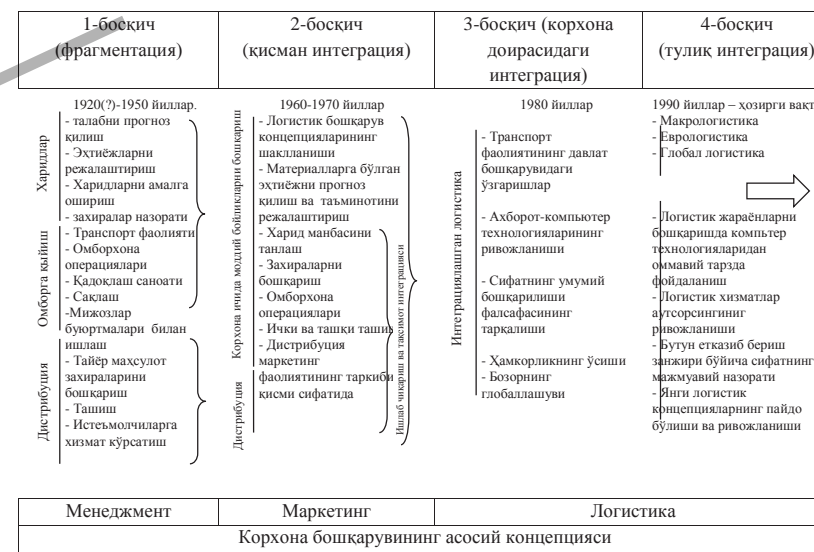 1-босқич
(фрагментация)
2-босқич
(қисман интеграция)
3-босқич (корхона
доирасидаги
интеграция)
4-босқич
(тулиқ интеграция)
1920(?)-1950 йиллар.
Харидлар
- талабни прогноз
қилиш
- Эҳтиёжларни
режалаштириш
- Харидларни амалга
ошириш
- захиралар назорати
Омборга қыйиш
- Транспорт фаолияти
- Омборхона
операциялари
- Қадоқлаш саноати
- Сақлаш
-Мижозлар
буюртмалари билан
ишлаш
Дистрибуция
- Тайёр маҳсулот
захираларини
бошқариш
- Ташиш
- Истеъмолчиларга
хизмат кўрсатиш
1960-1970 йиллар
Корхона ичида моддий бойликларни бошқариш
- Логистик бошқарув
концепцияларининг
шаклланиши
- Материалларга бўлган
эҳтиёжни прогноз
қилиш ва таъминотини
режалаштириш
- Харид манбасини
танлаш
- Захираларни
бошқариш
- Омборхона
операциялари
- Ички ва ташқи ташиш
- Дистрибуция
маркетинг
Дистрибуция
фаолиятининг таркибий
қисми сифатида
Ишлаб чиқариш ва таксимот интеграцияси
1980 йиллар
Интеграциялашган логистика
- Транспорт
фаолиятининг давлат
бошқарувидаги
ўзгаришлар
- Ахборот-компьютер
технологияларининг
ривожланиши
- Сифатнинг умумий
бошқарилиши
фалсафасининг
тарқалиши
- Ҳамкорликнинг ўсиши
- Бозорнинг
глобаллашуви
1990 йиллар – ҳозирги вақт
- Макрологистика
- Еврологистика
- Глобал логистика
- Логистик жараёнларни
бошқаришда компьтер
технологияларидан
оммавий тарзда
фойдаланиш
- Логистик хизматлар
аутсорсингининг
ривожланиши
- Бутун етказиб бериш
занжири бўйича сифатнинг
мажмуавий назорати
- Янги логистик
концепцияларнинг пайдо
бўлиши ва ривожланиши
Менеджмент
Маркетинг
Логистика
Корхона бошқарувининг асосий концепцияси